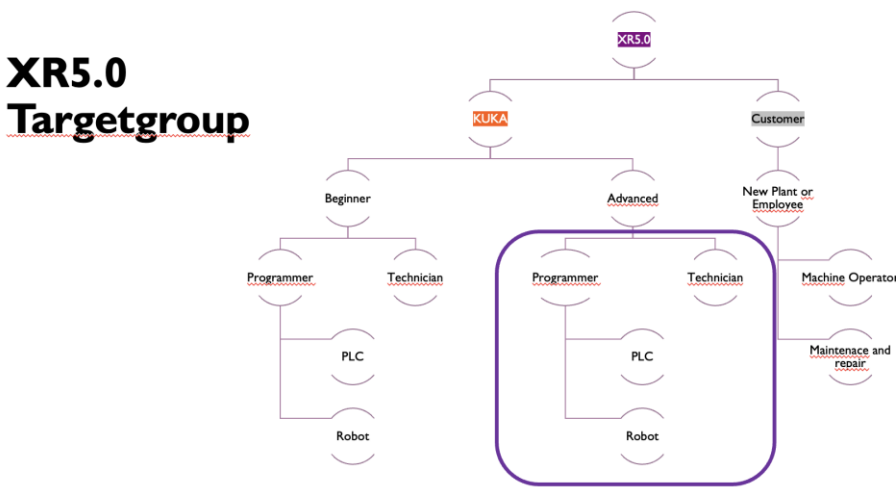 XR5.0
Targetgroup
XR5.0
KUKA
Customer
Beginner
Advanced
New Plant or
Employee
Programmer
Technician
Programmer
Technician
Machine Operator
PLC
PLC
Maintenace and
repair
Robot
Robot